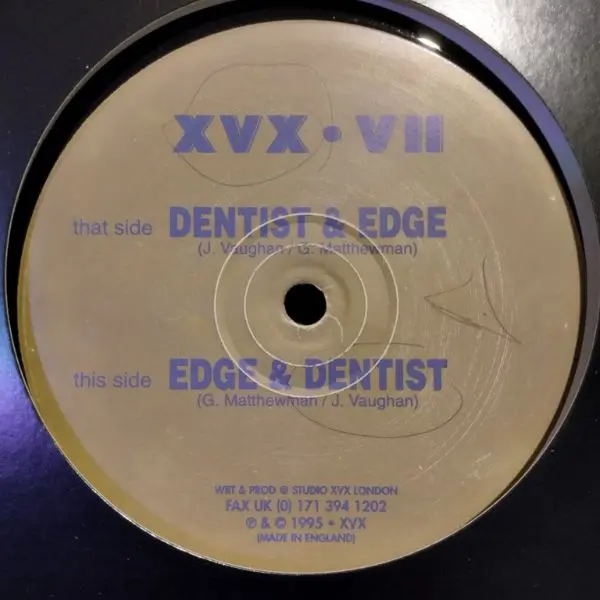 XVX • VII
that side DENTIST & EDGE
(J. Vaughan / G. Matthewman)
this side EDGE & DENTIST
(G. Matthewman / J. Vaughan)
WRT & PROD @ STUDIO XVX LONDON
FAX UK (0) 171 394 1202
℗ & © 1995 • XVX
(MADE IN ENGLAND)